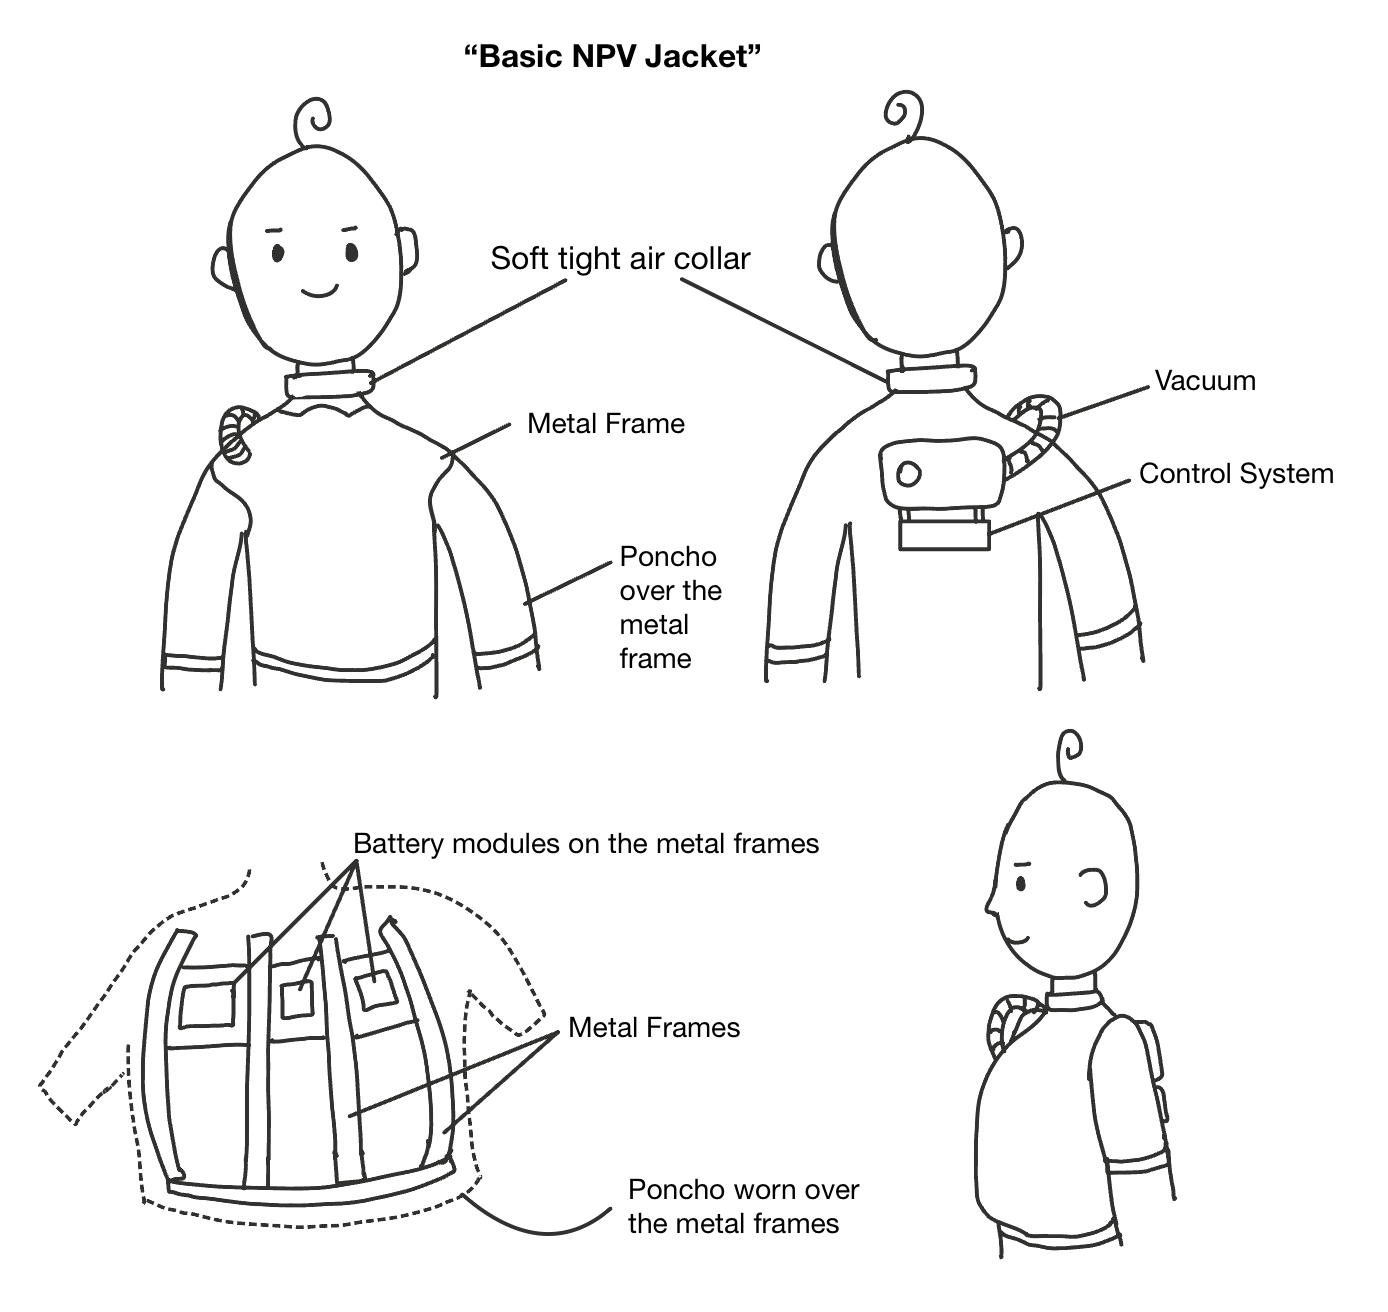 “Basic NPV Jacket”
Soft tight air collar
Vacuum
Metal Frame
Control System
Poncho
over the
metal
frame
Battery modules on the metal frames
Metal Frames
Poncho worn over
the metal frames